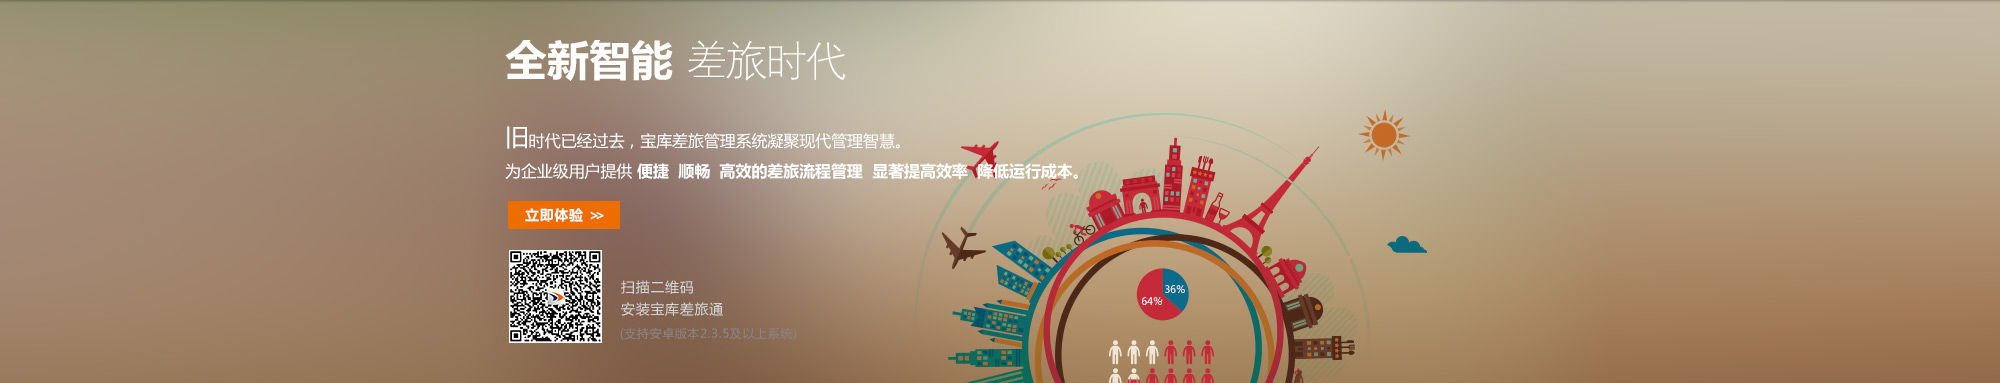 全新智能 差旅时代
旧时代已经过去，宝库差旅管理系统凝聚现代管理智慧。
为企业级用户提供 便捷 顺畅 高效的差旅流程管理 显著提高效率 降低运行成本。
立即体验 >>
扫描二维码
安装宝库差旅通
(支持安卓版本2.3.5及以上系统)
36%
64%